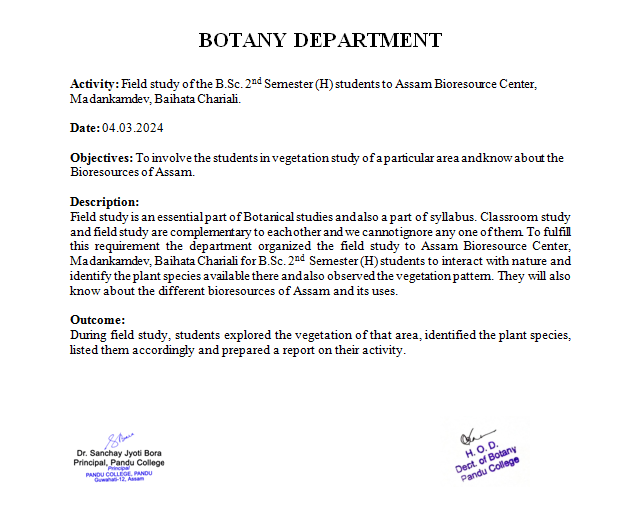 BOTANY DEPARTMENT
Activity: Field study of the B.Sc. 2nd Semester (H) students to Assam Bioresource Center,
Madankamdev, Baihata Chariali.
Date: 04.03.2024
Objectives: To involve the students in vegetation study of a particular area and know about the
Bioresources of Assam.
Description:
Field study is an essential part of Botanical studies and also a part of syllabus. Classroom study
and field study are complementary to each other and we cannot ignore any one of them. To fulfill
this requirement the department organized the field study to Assam Bioresource Center,
Madankamdev, Baihata Chariali for B.Sc. 2nd Semester (H) students to interact with nature and
identify the plant species available there and also observed the vegetation pattern. They will also
know about the different bioresources of Assam and its uses.
Outcome:
During field study, students explored the vegetation of that area, identified the plant species,
listed them accordingly and prepared a report on their activity.
Dr. Sanchay Jyoti Bora
Principal, Pandu College
Principal
PANDU COLLEGE, PANDU
Guwahati-12, Assam
H. O. D.
Dept. of Botany
Pandu College